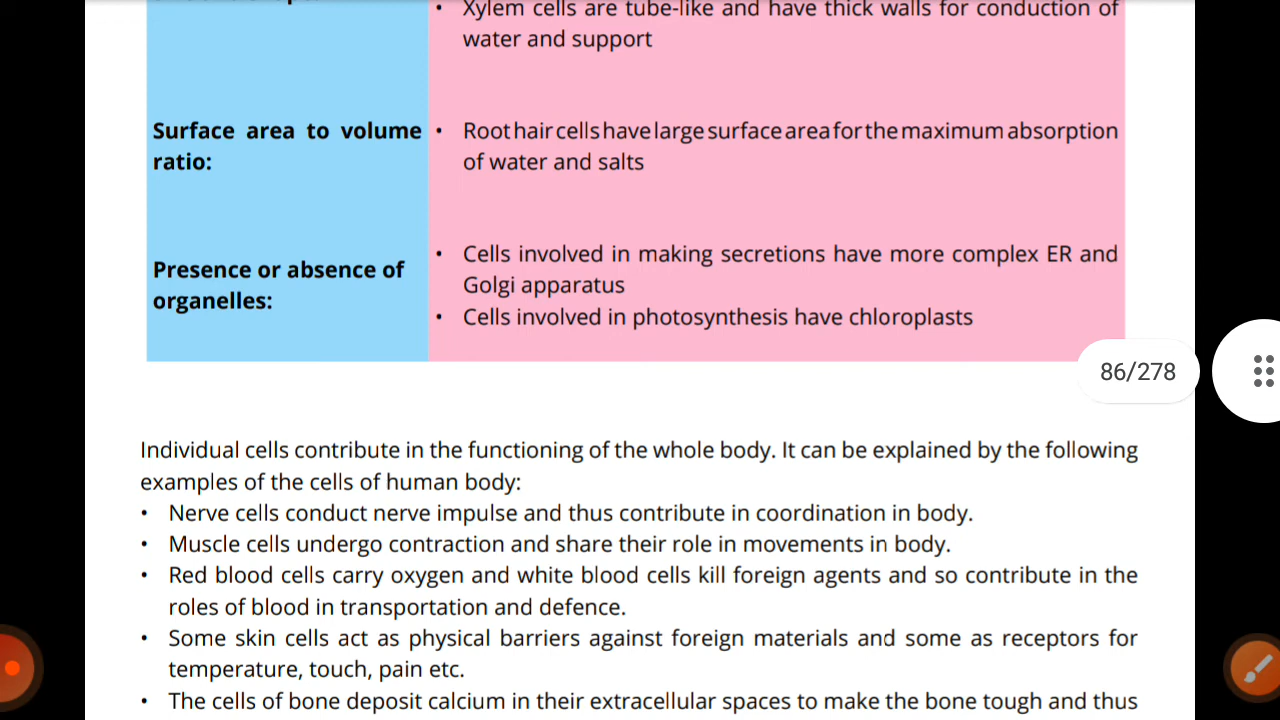 Xylem cells are tube-like and have thick walls for conduction of
water and support
Surface area to volume
ratio:
• Root hair cells have large surface area for the maximum absorption
of water and salts
Presence or absence of
organelles:
• Cells involved in making secretions have more complex ER and
Golgi apparatus
• Cells involved in photosynthesis have chloroplasts
86/278
Individual cells contribute in the functioning of the whole body. It can be explained by the following
examples of the cells of human body:
• Nerve cells conduct nerve impulse and thus contribute in coordination in body.
• Muscle cells undergo contraction and share their role in movements in body.
• Red blood cells carry oxygen and white blood cells kill foreign agents and so contribute in the
roles of blood in transportation and defence.
• Some skin cells act as physical barriers against foreign materials and some as receptors for
temperature, touch, pain etc.
• The cells of bone deposit calcium in their extracellular spaces to make the bone tough and thus